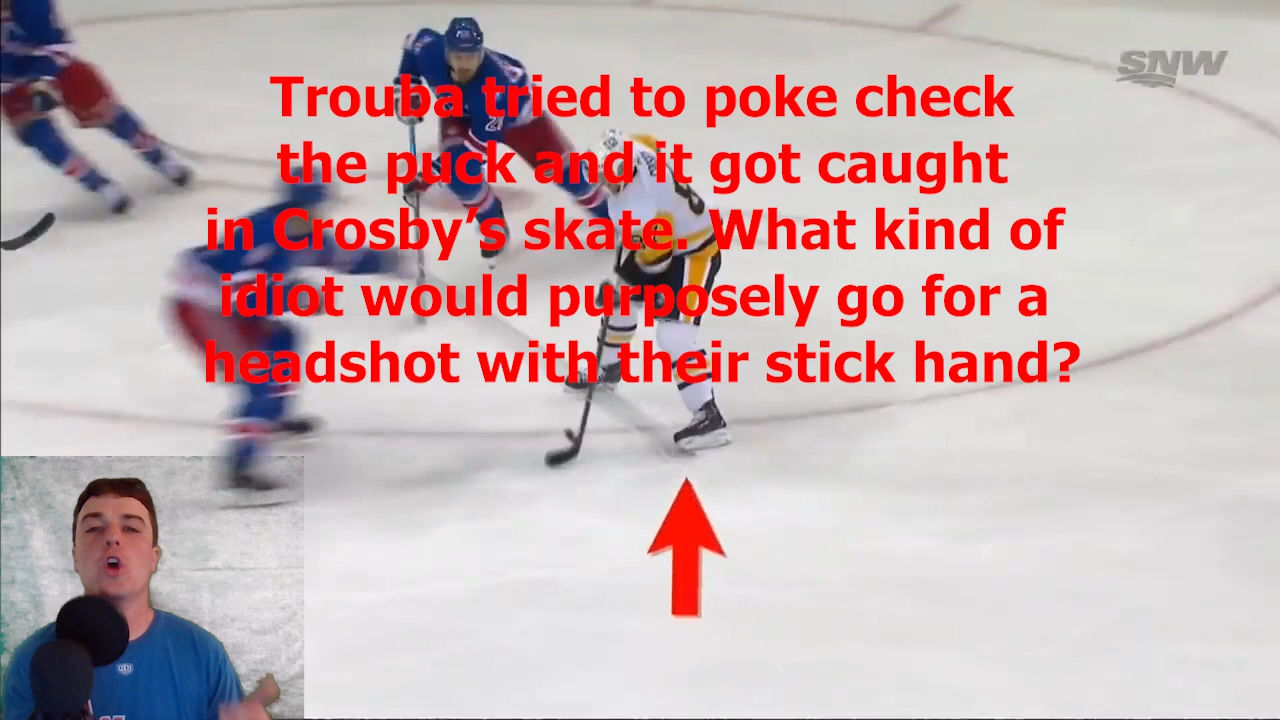 SNW
Trouba tried to poke check
the puck and it got caught
in Crosby’s skate. What kind of
idiot would purposely go for a
headshot with their stick hand?